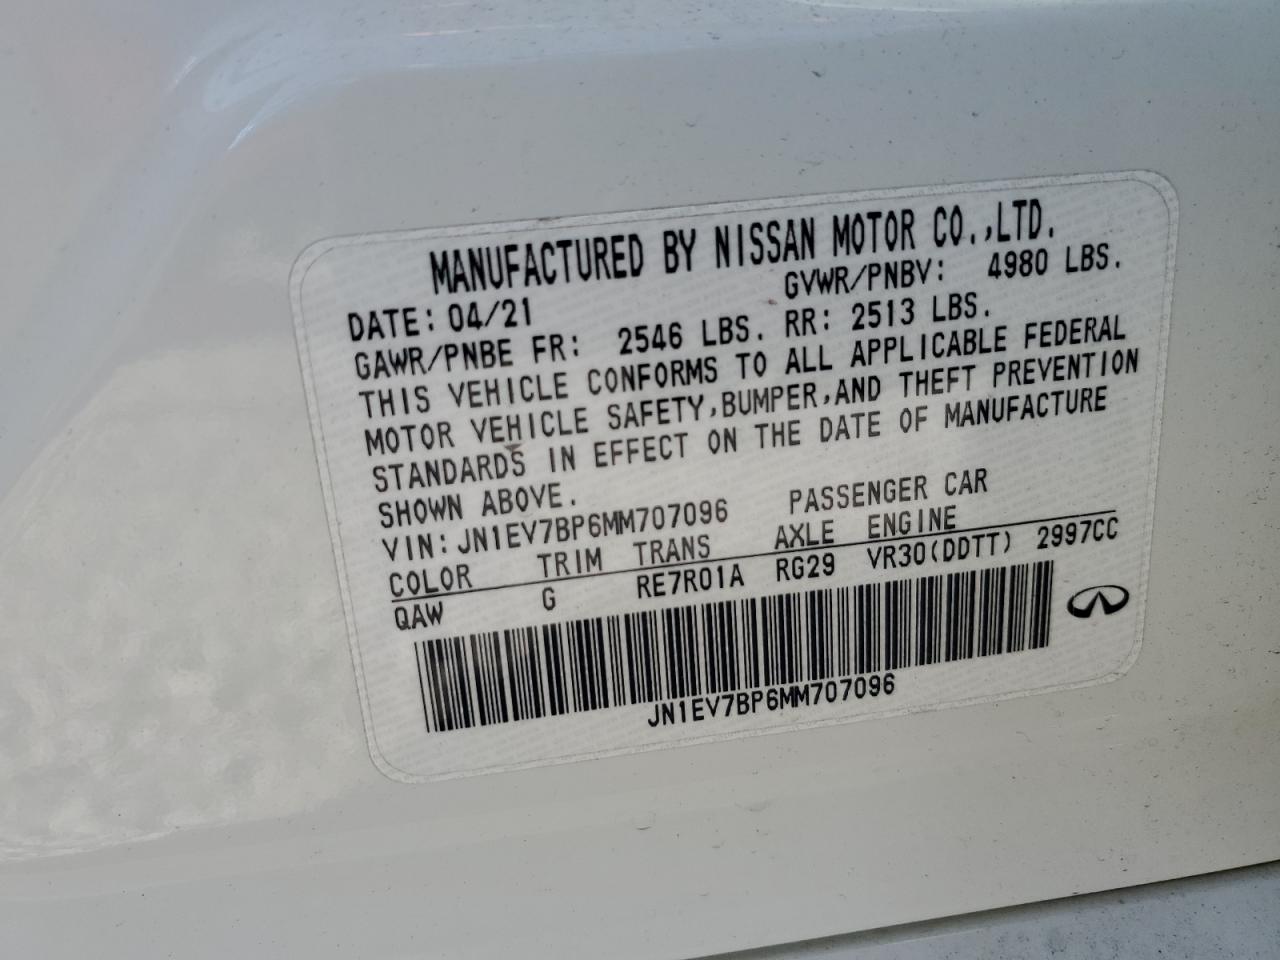 MANUFACTURED BY NISSAN MOTOR CO.,LTD.
DATE: 04/21 GVWR/PNBV: 4980 LBS.
GAWR/PNBE FR: 2546 LBS. RR: 2513 LBS.
THIS VEHICLE CONFORMS TO ALL APPLICABLE FEDERAL
MOTOR VEHICLE SAFETY,BUMPER,AND THEFT PREVENTION
STANDARDS IN EFFECT ON THE DATE OF MANUFACTURE
SHOWN ABOVE.
VIN: JN1EV7BP6MM707096 PASSENGER CAR
COLOR TRIM TRANS AXLE ENGINE
QAW G RE7R01A RG29 VR30(DDTT) 2997CC
JN1EV7BP6MM707096